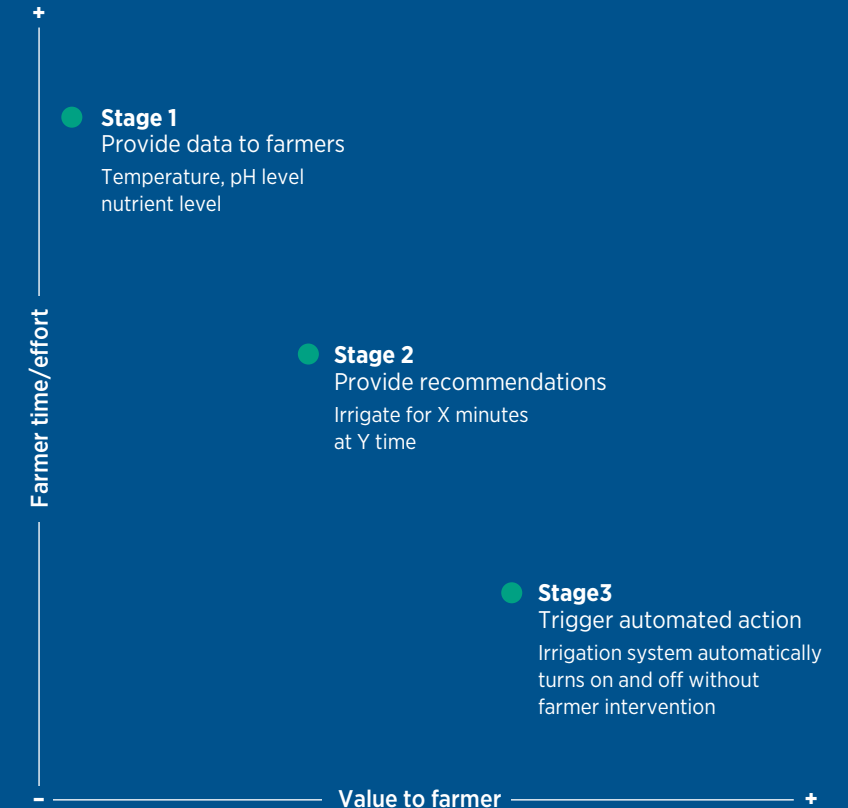 +
Stage 1
Provide data to farmers
Temperature, pH level
nutrient level
Farmer time/effort
Stage 2
Provide recommendations
Irrigate for X minutes
at Y time
Stage3
Trigger automated action
Irrigation system automatically
turns on and off without
farmer intervention
– Value to farmer +